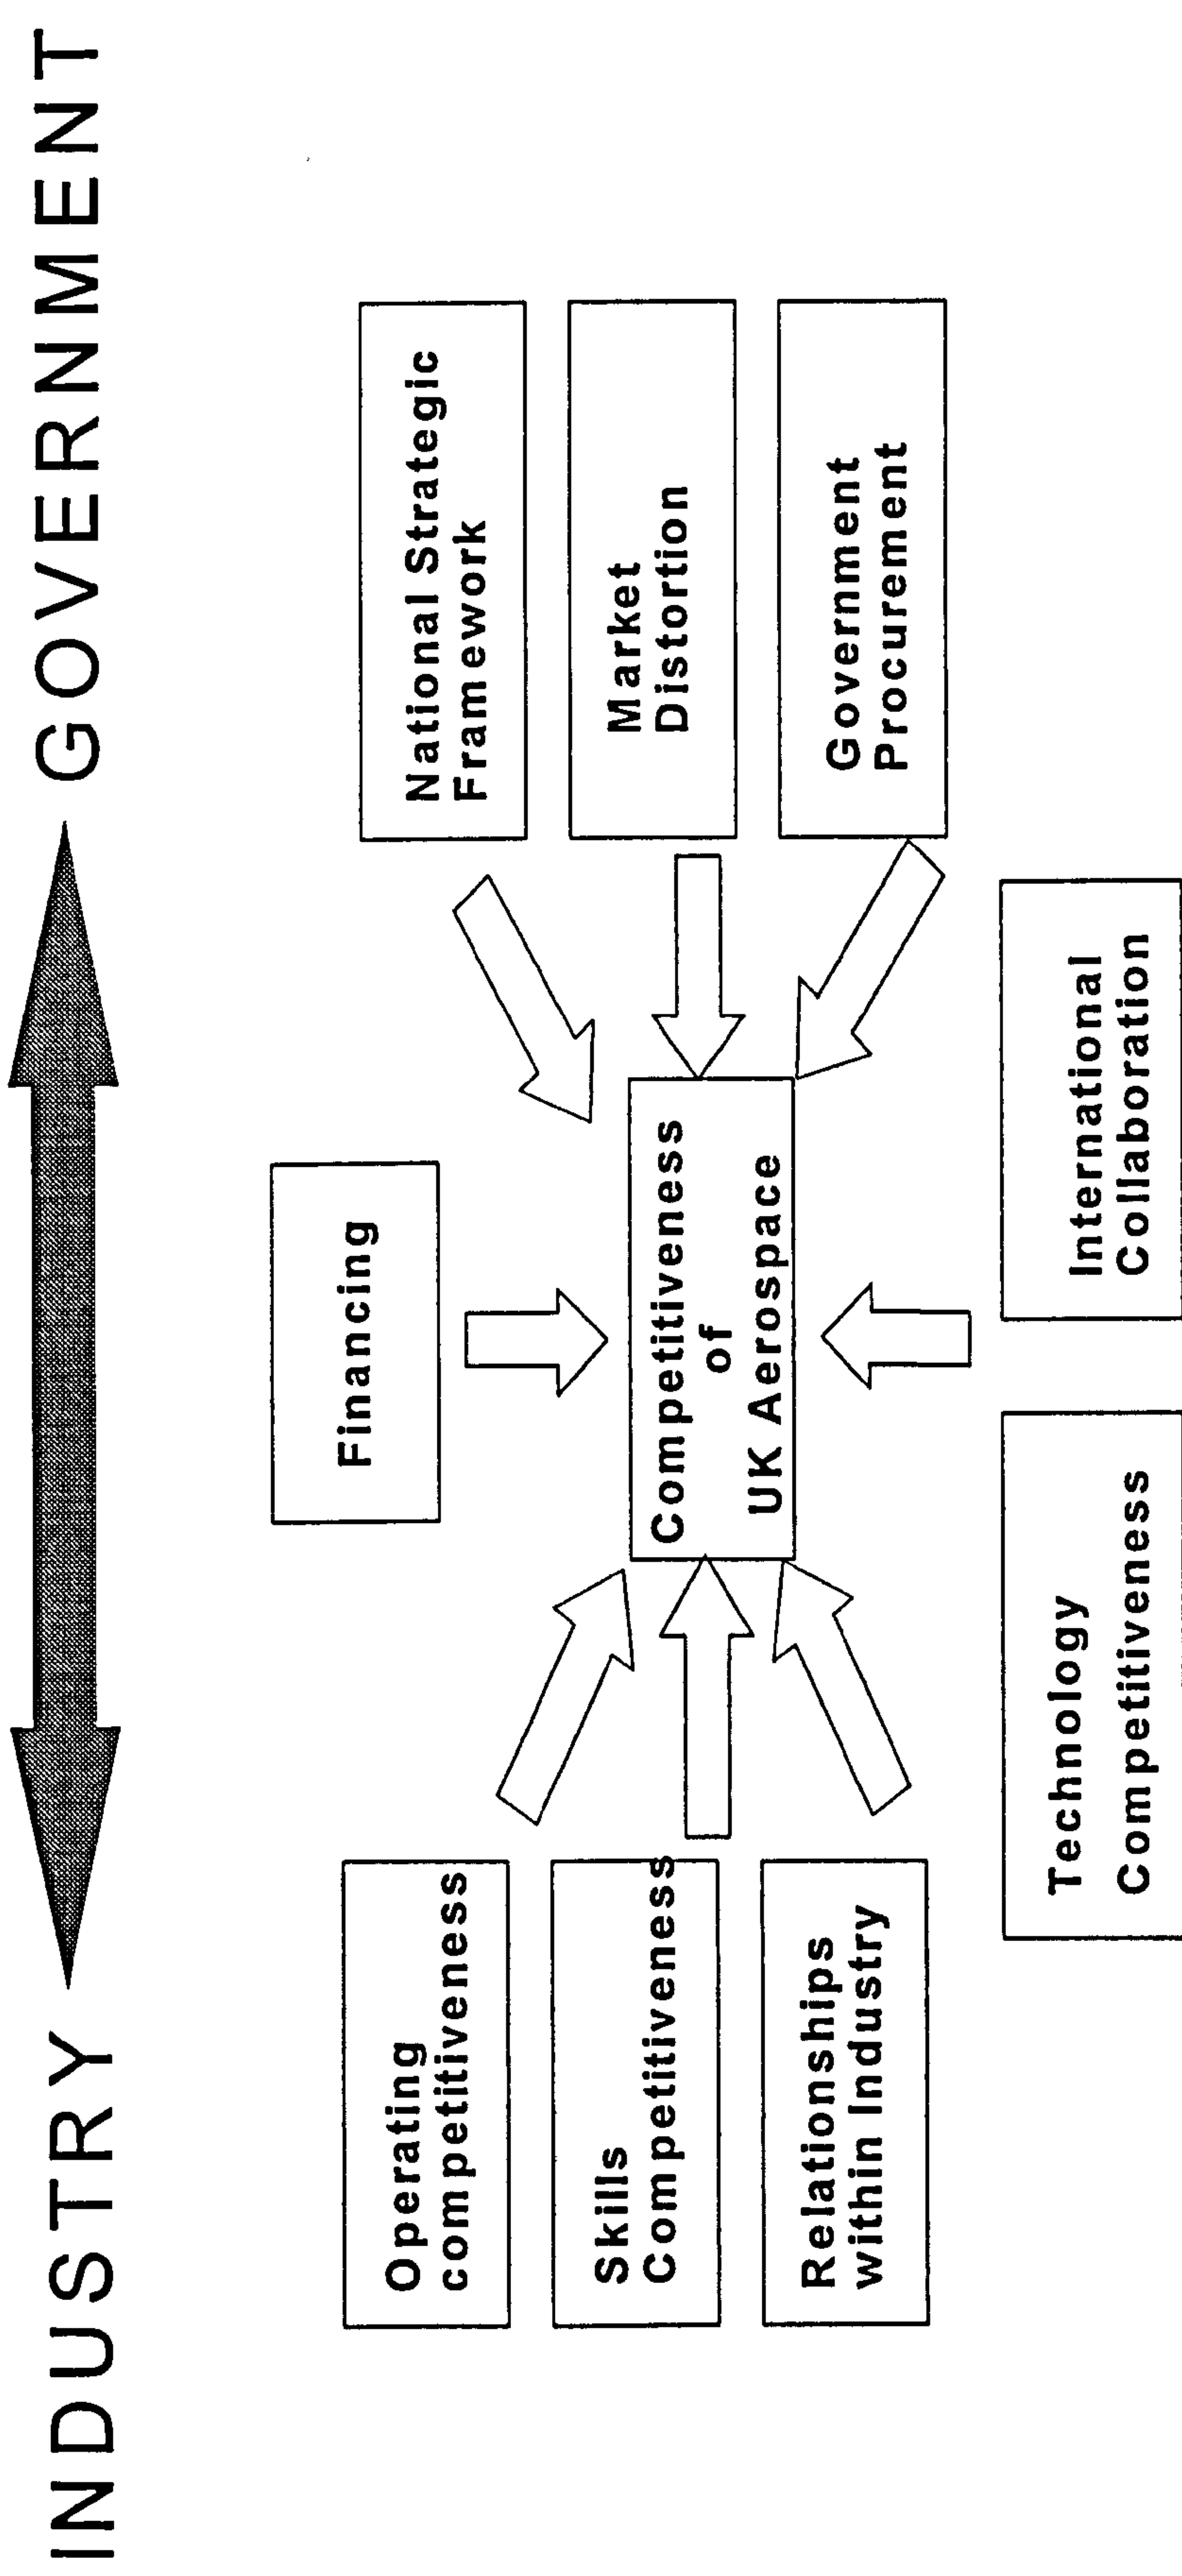 INDUSTRY
GOVERNMENT
Financing
Operating
competitiveness
National Strategic
Framework
Skills
Competitiveness
Competitiveness
of
UK Aerospace
Market
Distortion
Relationships
within Industry
Government
Procurement
Technology
Competitiveness
International
Collaboration